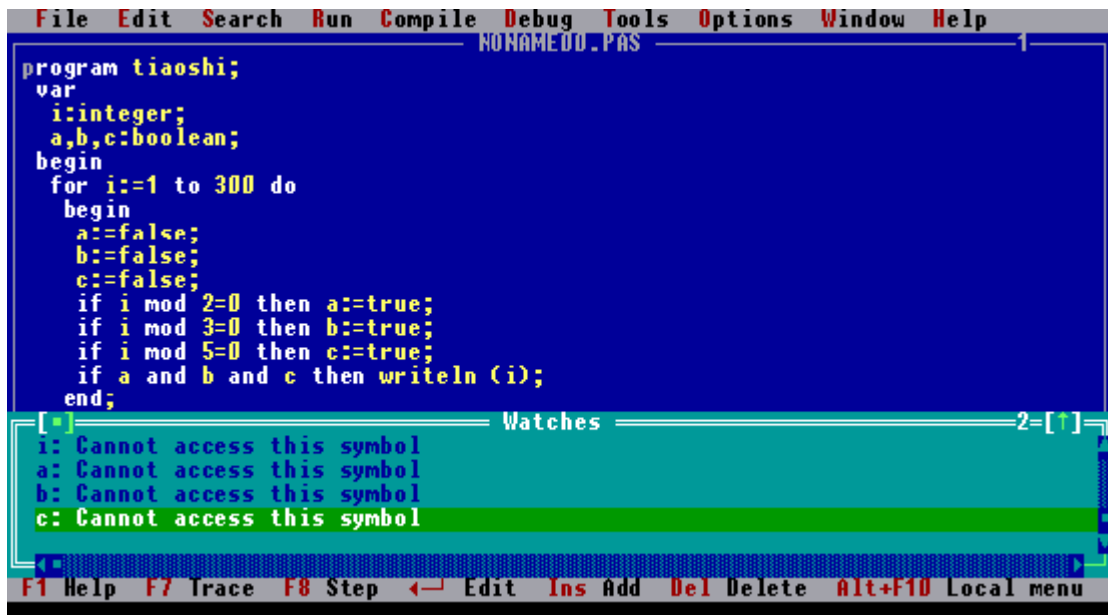 File Edit Search Run Compile Debug Tools Options Window Help
NONAME00.PAS 1
program tiaoshi;
var
i:integer;
a,b,c:boolean;
begin
for i:=1 to 300 do
begin
a:=false;
b:=false;
c:=false;
if i mod 2=0 then a:=true;
if i mod 3=0 then b:=true;
if i mod 5=0 then c:=true;
if a and b and c then writeln (i);
end;
[▪] Watches 2=[↑]
i: Cannot access this symbol
a: Cannot access this symbol
b: Cannot access this symbol
c: Cannot access this symbol
F1 Help F7 Trace F8 Step ←┘ Edit Ins Add Del Delete Alt+F10 Local menu